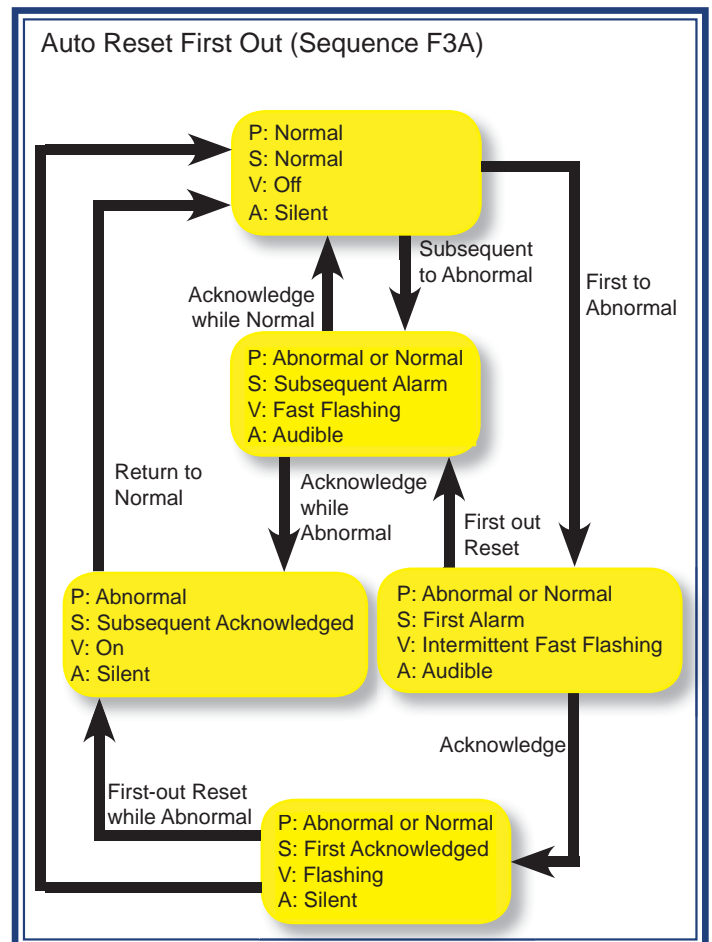 Auto Reset First Out (Sequence F3A)
P: Normal
S: Normal
V: Off
A: Silent
Subsequent
to Abnormal
First to
Abnormal
Acknowledge
while Normal
P: Abnormal or Normal
S: Subsequent Alarm
V: Fast Flashing
A: Audible
Return to
Normal
Acknowledge
while
Abnormal
First out
Reset
P: Abnormal
S: Subsequent Acknowledged
V: On
A: Silent
P: Abnormal or Normal
S: First Alarm
V: Intermittent Fast Flashing
A: Audible
Acknowledge
First-out Reset
while Abnormal
P: Abnormal or Normal
S: First Acknowledged
V: Flashing
A: Silent